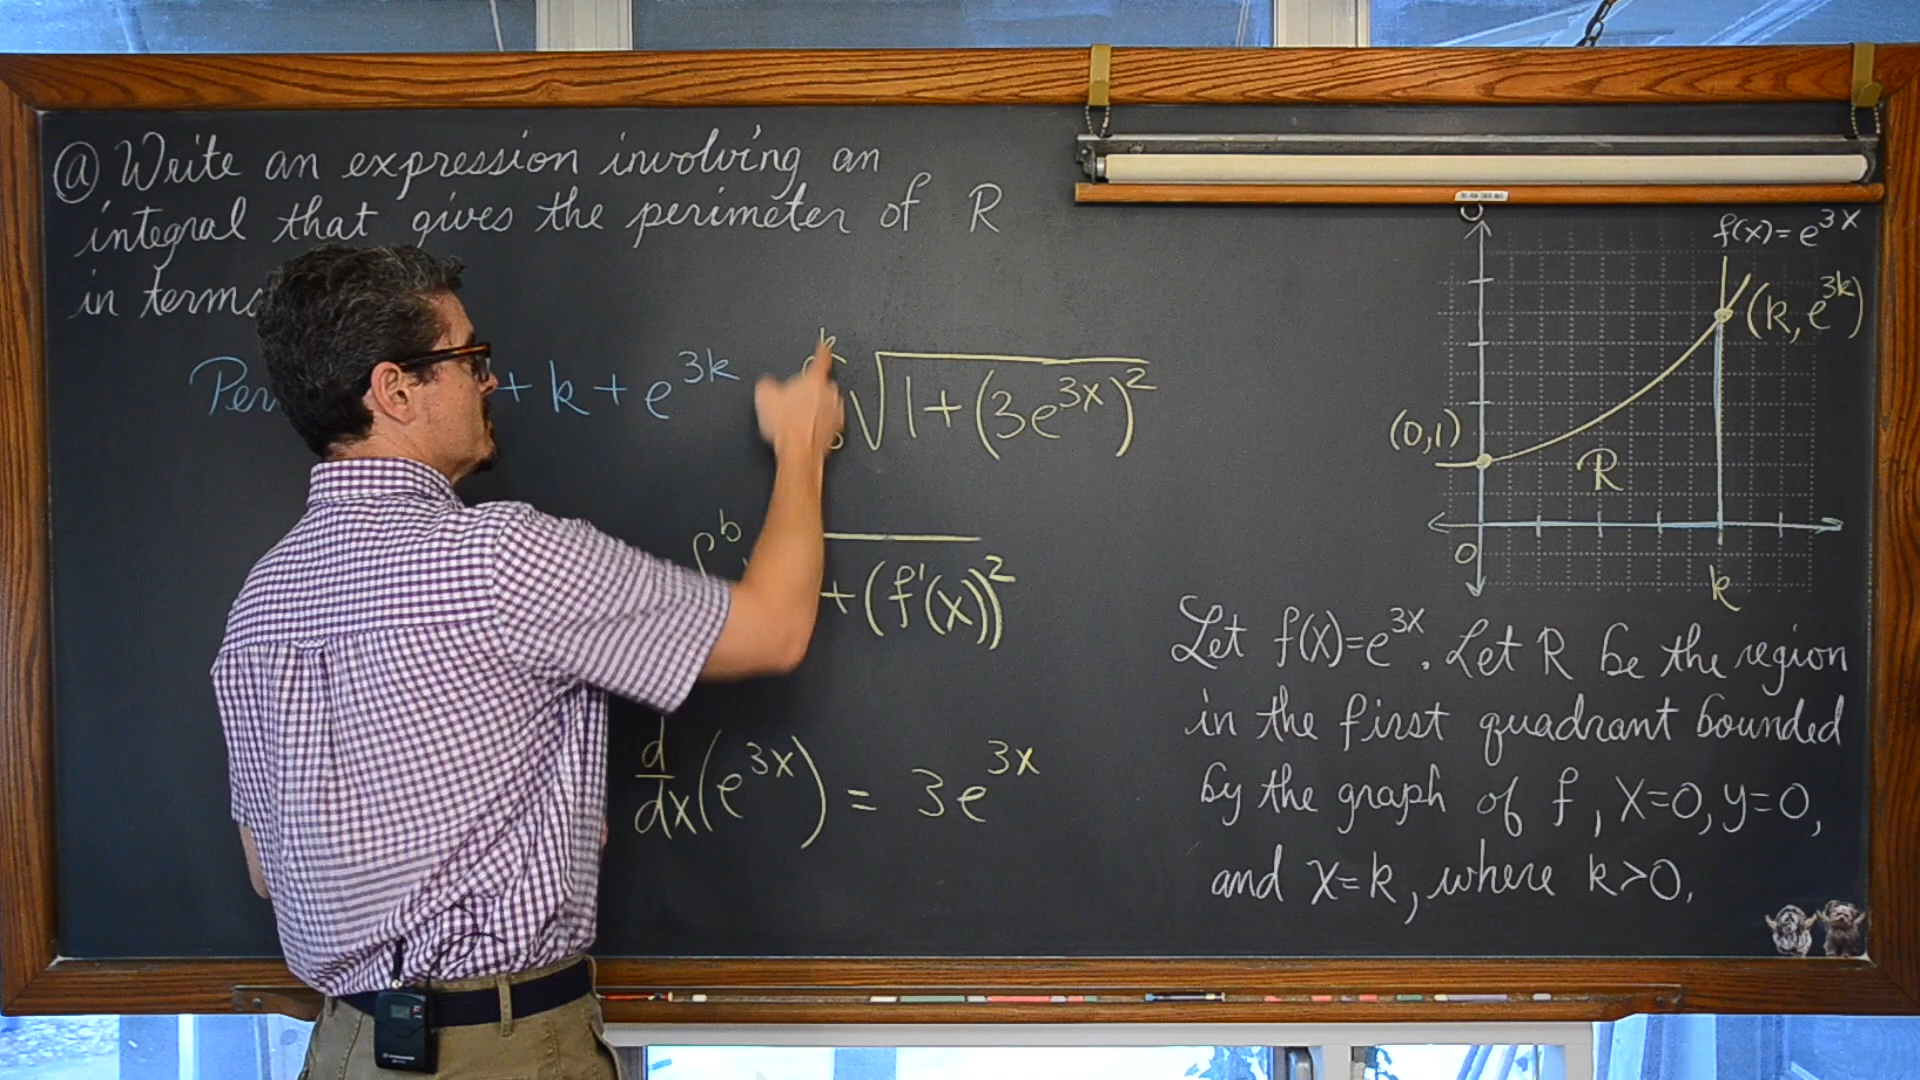 ⓐ Write an expression involving an
integral that gives the perimeter of R
in terms
+ k + e^{3k} ∫^k √(1+(3e^{3x})^2)
∫^b + (f'(x))^2
d/dx(e^{3x}) = 3e^{3x}
f(x)=e^{3x}
(k, e^{3k})
(0,1)
R
0
k
Let f(x)=e^{3x}. Let R be the region
in the first quadrant bounded
by the graph of f, x=0, y=0,
and x=k, where k>0.